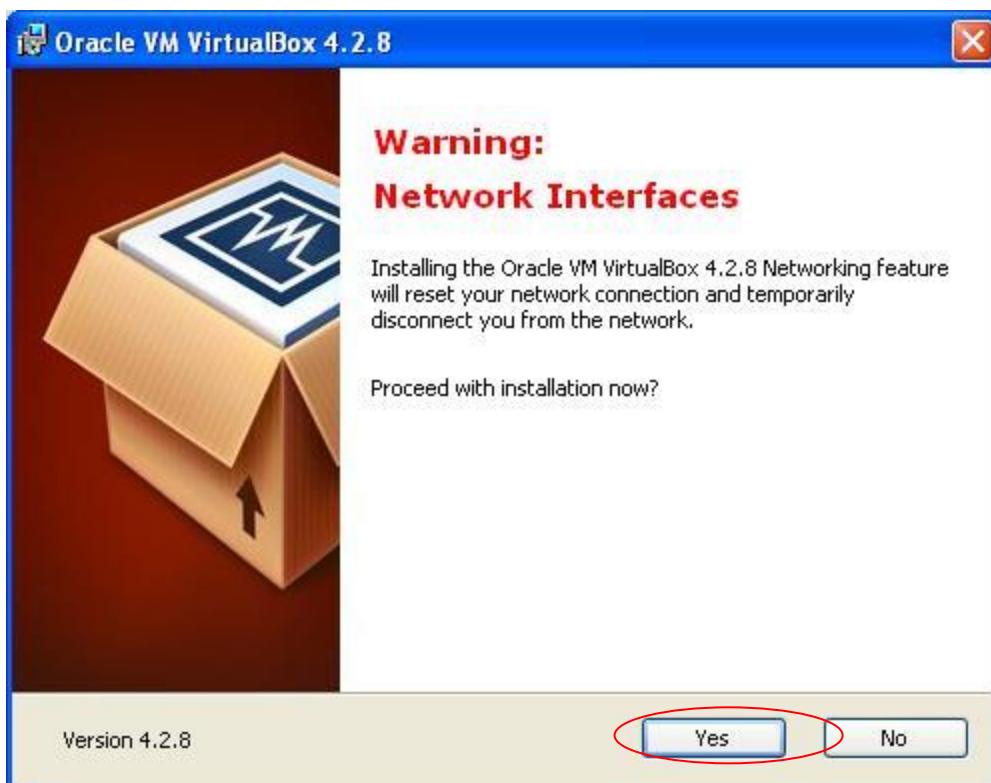 Oracle VM VirtualBox 4.2.8
Warning:
Network Interfaces
Installing the Oracle VM VirtualBox 4.2.8 Networking feature
will reset your network connection and temporarily
disconnect you from the network.
Proceed with installation now?
Version 4.2.8
Yes
No